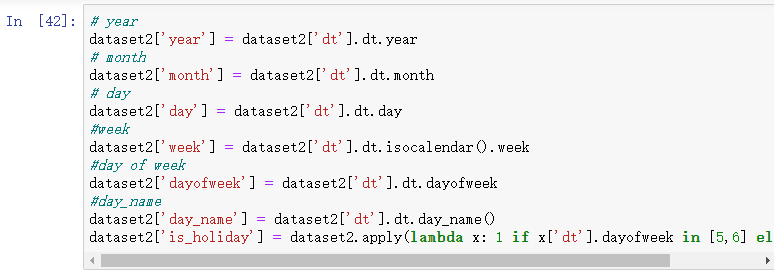 In [42]:
# year
dataset2['year'] = dataset2['dt'].dt.year
# month
dataset2['month'] = dataset2['dt'].dt.month
# day
dataset2['day'] = dataset2['dt'].dt.day
#week
dataset2['week'] = dataset2['dt'].dt.isocalendar().week
#day of week
dataset2['dayofweek'] = dataset2['dt'].dt.dayofweek
#day_name
dataset2['day_name'] = dataset2['dt'].dt.day_name()
dataset2['is_holiday'] = dataset2.apply(lambda x: 1 if x['dt'].dayofweek in [5,6] el